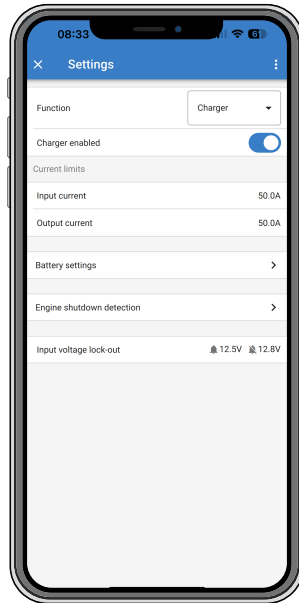 08:33
6
Settings
Function
Charger
Charger enabled
Current limits
Input current 50.0A
Output current 50.0A
Battery settings
Engine shutdown detection
Input voltage lock-out 12.5V 12.8V